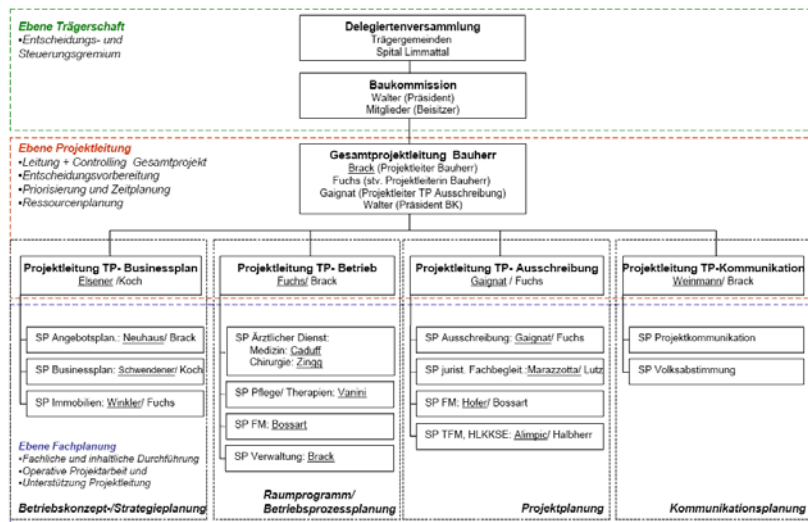 Ebene Trägerschaft
•Entscheidungs- und
Steuerungsgremium
Delegiertenversammlung
Trägergemeinden
Spital Limmattal
Baukommission
Walter (Präsident)
Mitglieder (Beisitzer)
Ebene Projektleitung
•Leitung + Controlling Gesamtprojekt
•Entscheidungsvorbereitung
•Priorisierung und Zeitplanung
•Ressourcenplanung
Gesamtprojektleitung Bauherr
Brack (Projektleiter Bauherr)
Fuchs (stv. Projektleiterin Bauherr)
Gaignat (Projektleiter TP Ausschreibung)
Walter (Präsident BK)
Projektleitung TP- Businessplan
Elsener /Koch
Projektleitung TP- Betrieb
Fuchs/ Brack
Projektleitung TP- Ausschreibung
Gaignat / Fuchs
Projektleitung TP-Kommunikation
Weinmann/ Brack
SP Angebotsplan.: Neuhaus/ Brack
SP Businessplan: Schwendener/ Koch
SP Immobilien: Winkler/ Fuchs
SP Ärztlicher Dienst:
Medizin: Caduff
Chirurgie: Zingg
SP Pflege/ Therapien: Vanini
SP FM: Bossart
SP Verwaltung: Brack
SP Ausschreibung: Gaignat/ Fuchs
SP jurist. Fachbegleit.: Marazzotta/ Lutz
SP FM: Hofer/ Bossart
SP TFM, HLKKSE: Alimpic/ Halbherr
SP Projektkommunikation
SP Volksabstimmung
Ebene Fachplanung
•Fachliche und inhaltliche Durchführung
•Operative Projektarbeit und
•Unterstützung Projektleitung
Betriebskonzept-/Strategieplanung
Raumprogramm/
Betriebsprozessplanung
Projektplanung
Kommunikationsplanung